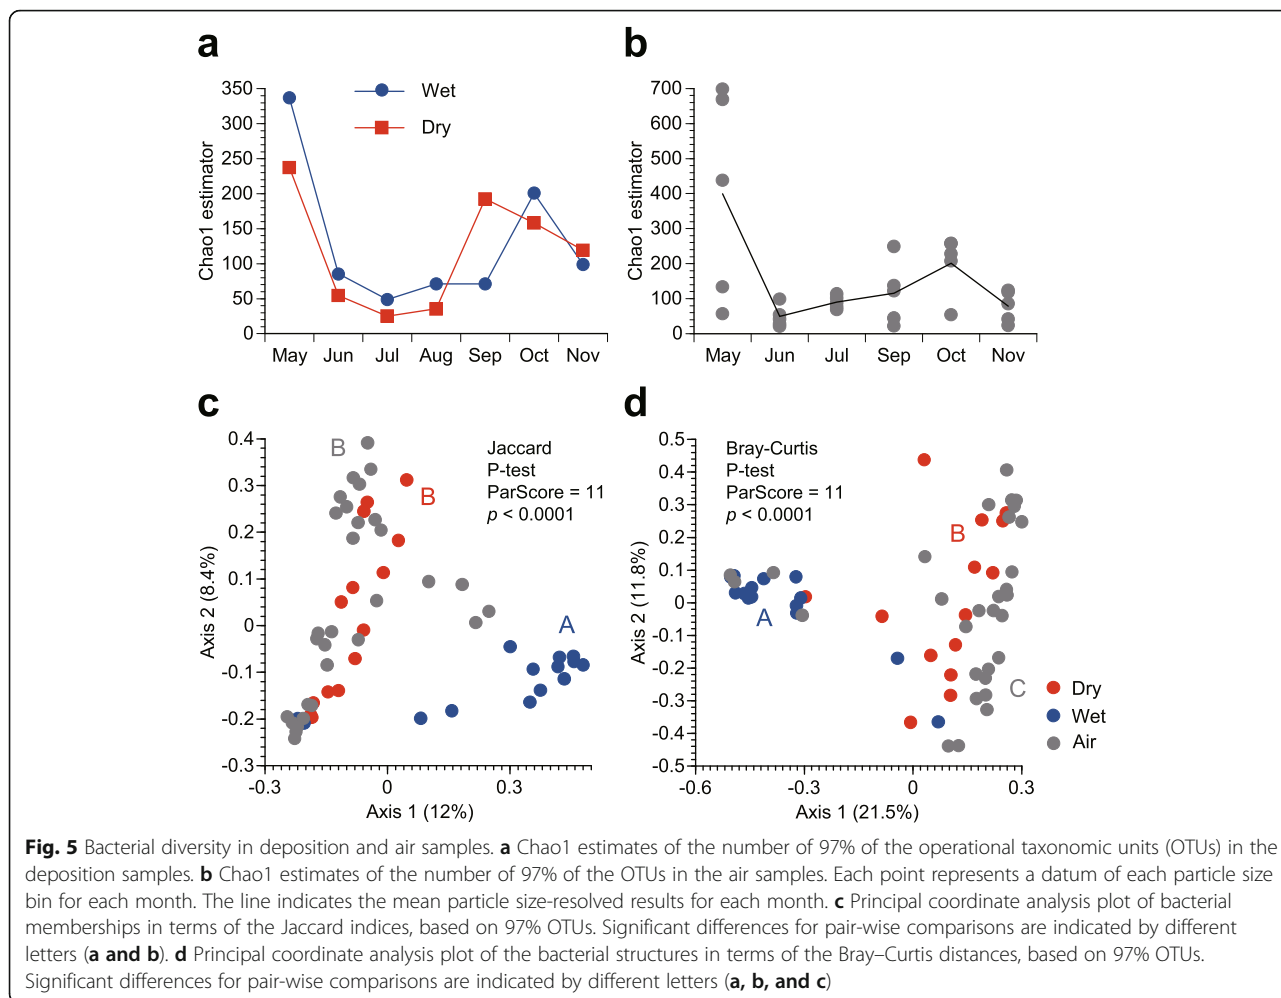 a
350
300
250
200
150
100
50
0
Chao1 estimator
Wet
Dry
May Jun Jul Aug Sep Oct Nov
b
700
600
500
400
300
200
100
0
Chao1 estimator
May Jun Jul Sep Oct Nov
c
0.4
0.3
0.2
0.1
0
-0.1
-0.2
-0.3
Axis 2 (8.4%)
B
B
A
Jaccard
P-test
ParScore = 11
p < 0.0001
-0.3 0 0.3
Axis 1 (12%)
d
0.5
0.4
0.3
0.2
0.1
0
-0.1
-0.2
-0.3
-0.4
-0.5
Axis 2 (11.8%)
Bray-Curtis
P-test
ParScore = 11
p < 0.0001
B
A
C
Dry
Wet
Air
-0.6 -0.3 0 0.3
Axis 1 (21.5%)
Fig. 5 Bacterial diversity in deposition and air samples. a Chao1 estimates of the number of 97% of the operational taxonomic units (OTUs) in the
deposition samples. b Chao1 estimates of the number of 97% of the OTUs in the air samples. Each point represents a datum of each particle size
bin for each month. The line indicates the mean particle size-resolved results for each month. c Principal coordinate analysis plot of bacterial
memberships in terms of the Jaccard indices, based on 97% OTUs. Significant differences for pair-wise comparisons are indicated by different
letters (a and b). d Principal coordinate analysis plot of the bacterial structures in terms of the Bray–Curtis distances, based on 97% OTUs.
Significant differences for pair-wise comparisons are indicated by different letters (a, b, and c)